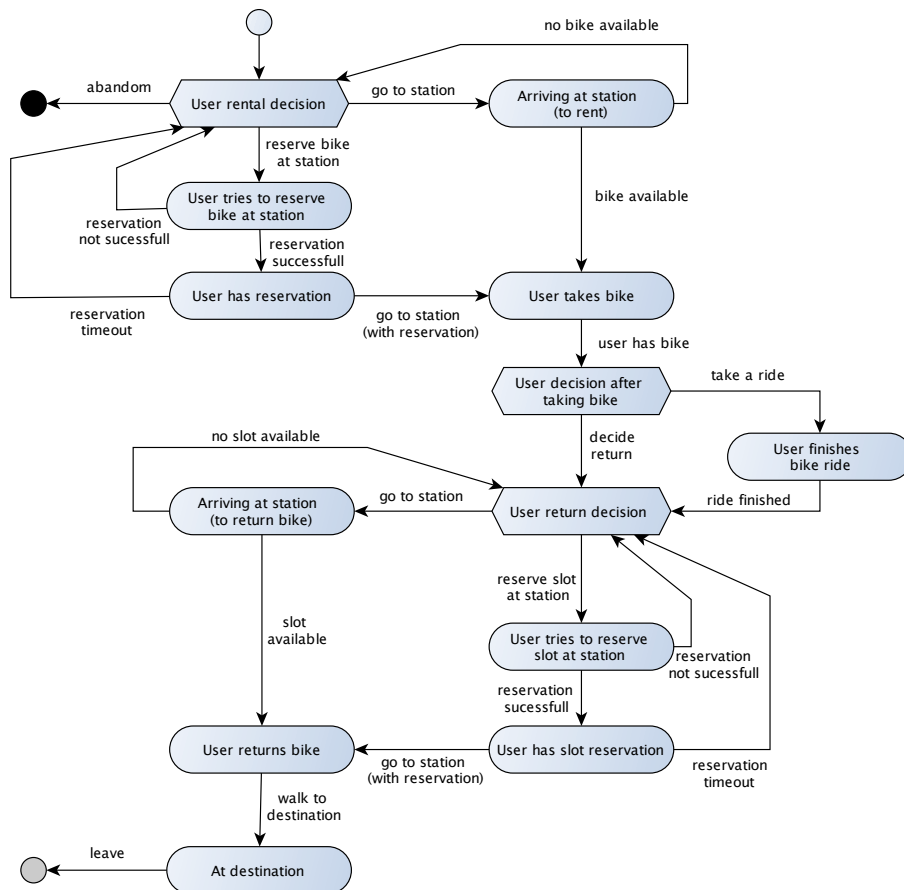 no bike available
abandom
User rental decision
go to station
Arriving at station
(to rent)
reserve bike
at station
User tries to reserve
bike at station
bike available
reservation
not sucessfull
reservation
successfull
User has reservation
User takes bike
reservation
timeout
go to station
(with reservation)
user has bike
User decision after
taking bike
take a ride
no slot available
decide
return
User finishes
bike ride
Arriving at station
(to return bike)
go to station
User return decision
ride finished
reserve slot
at station
slot
available
User tries to reserve
slot at station
reservation
not sucessfull
reservation
sucessfull
User returns bike
go to station
(with reservation)
User has slot reservation
reservation
timeout
walk to
destination
leave
At destination